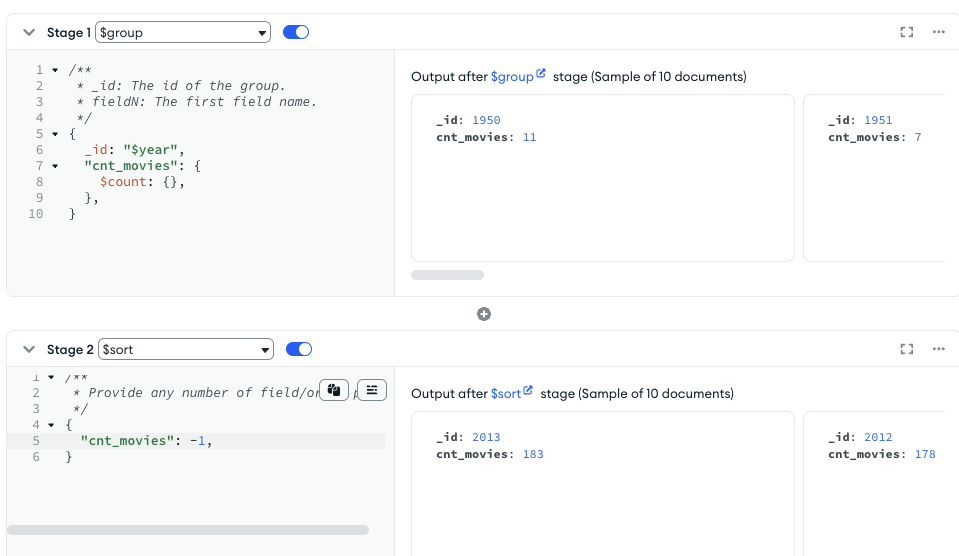 Stage 1 $group
1 /**
2 * _id: The id of the group.
3 * fieldN: The first field name.
4 */
5 {
6 _id: "$year",
7 "cnt_movies": {
8 $count: {},
9 },
10 }
Output after $group stage (Sample of 10 documents)
_id: 1950
cnt_movies: 11
_id: 1951
cnt_movies: 7
Stage 2 $sort
1 /**
2 * Provide any number of field/or
3 */
4 {
5 "cnt_movies": -1,
6 }
Output after $sort stage (Sample of 10 documents)
_id: 2013
cnt_movies: 183
_id: 2012
cnt_movies: 178